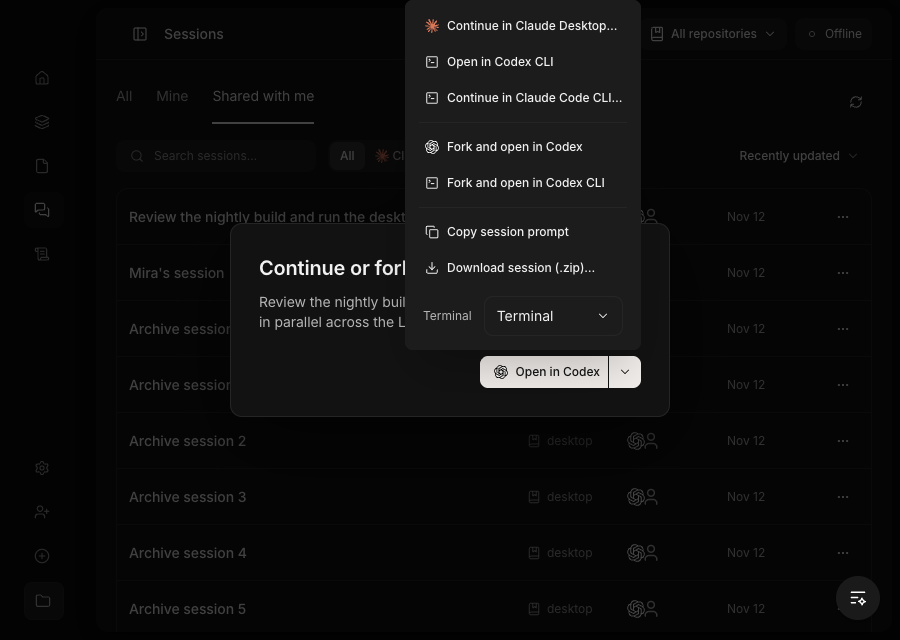 Sessions
All repositories
Offline
All
Mine
Shared with me
Search sessions...
All
Cl
Recently updated
Continue in Claude Desktop...
Open in Codex CLI
Continue in Claude Code CLI...
Fork and open in Codex
Fork and open in Codex CLI
Copy session prompt
Download session (.zip)...
Terminal
Terminal
Continue or fork
Review the nightly buil
in parallel across the L
Open in Codex
Review the nightly build and run the deskt
Nov 12
Mira's session
Nov 12
Archive session
Nov 12
Archive session
Nov 12
Archive session 2
desktop
Nov 12
Archive session 3
desktop
Nov 12
Archive session 4
desktop
Nov 12
Archive session 5
desktop
Nov 12